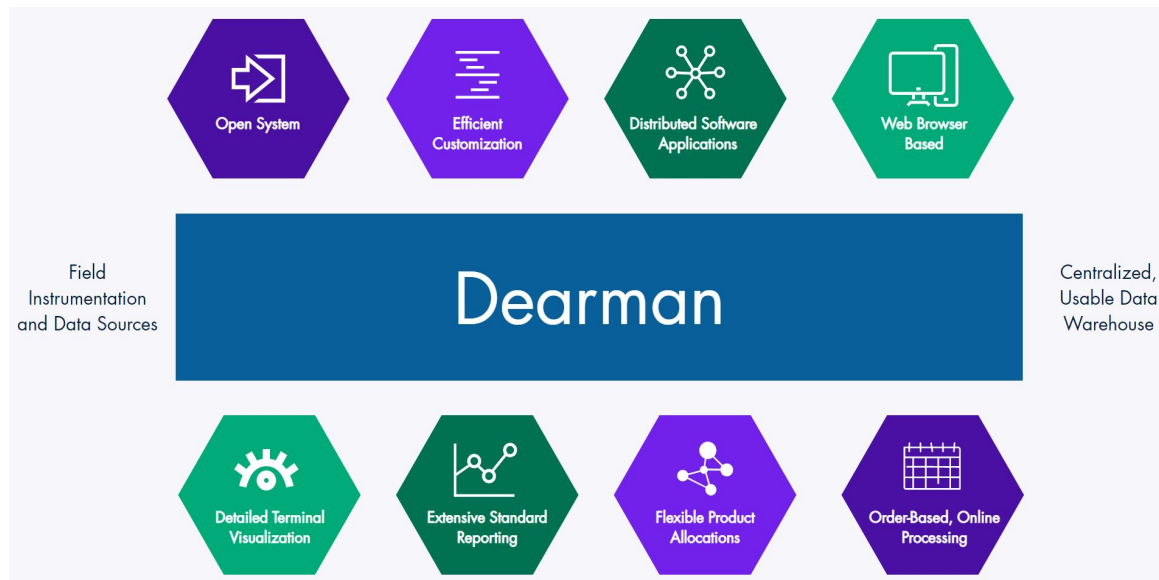 Open System
Efficient
Customization
Distributed Software
Applications
Web Browser
Based
Field
Instrumentation
and Data Sources
Dearman
Centralized,
Usable Data
Warehouse
Detailed Terminal
Visualization
Extensive Standard
Reporting
Flexible Product
Allocations
Order-Based, Online
Processing